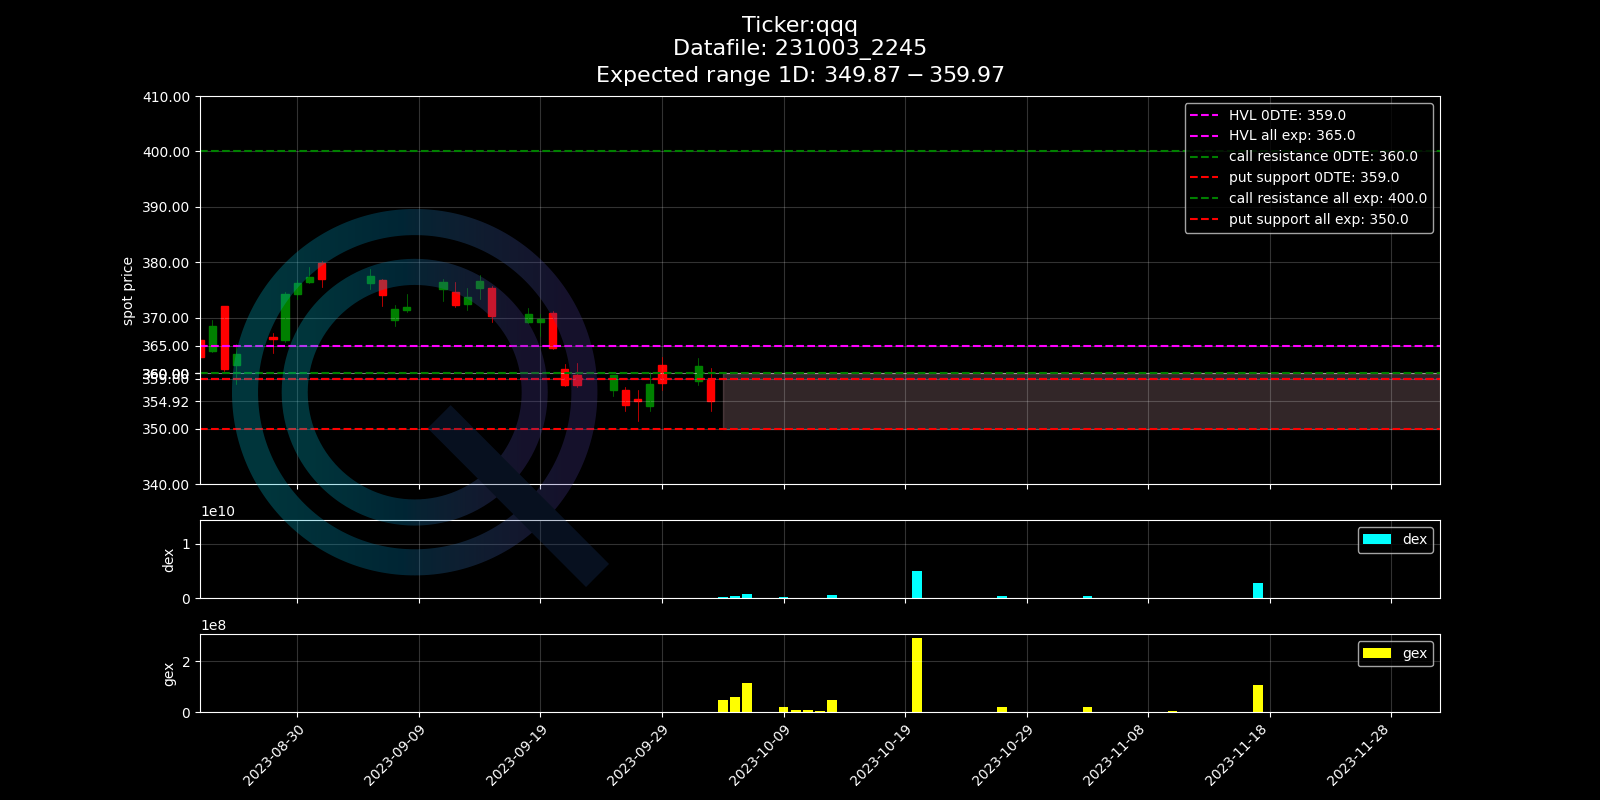 Ticker:qqq
Datafile: 231003_2245
Expected range 1D: 349.87 − 359.97
410.00
400.00
390.00
380.00
370.00
365.00
360.00
359.00
354.92
350.00
340.00
spot price
HVL 0DTE: 359.0
HVL all exp: 365.0
call resistance 0DTE: 360.0
put support 0DTE: 359.0
call resistance all exp: 400.0
put support all exp: 350.0
1e10
1
0
dex
dex
1e8
2
0
gex
gex
2023-08-30
2023-09-09
2023-09-19
2023-09-29
2023-10-09
2023-10-19
2023-10-29
2023-11-08
2023-11-18
2023-11-28